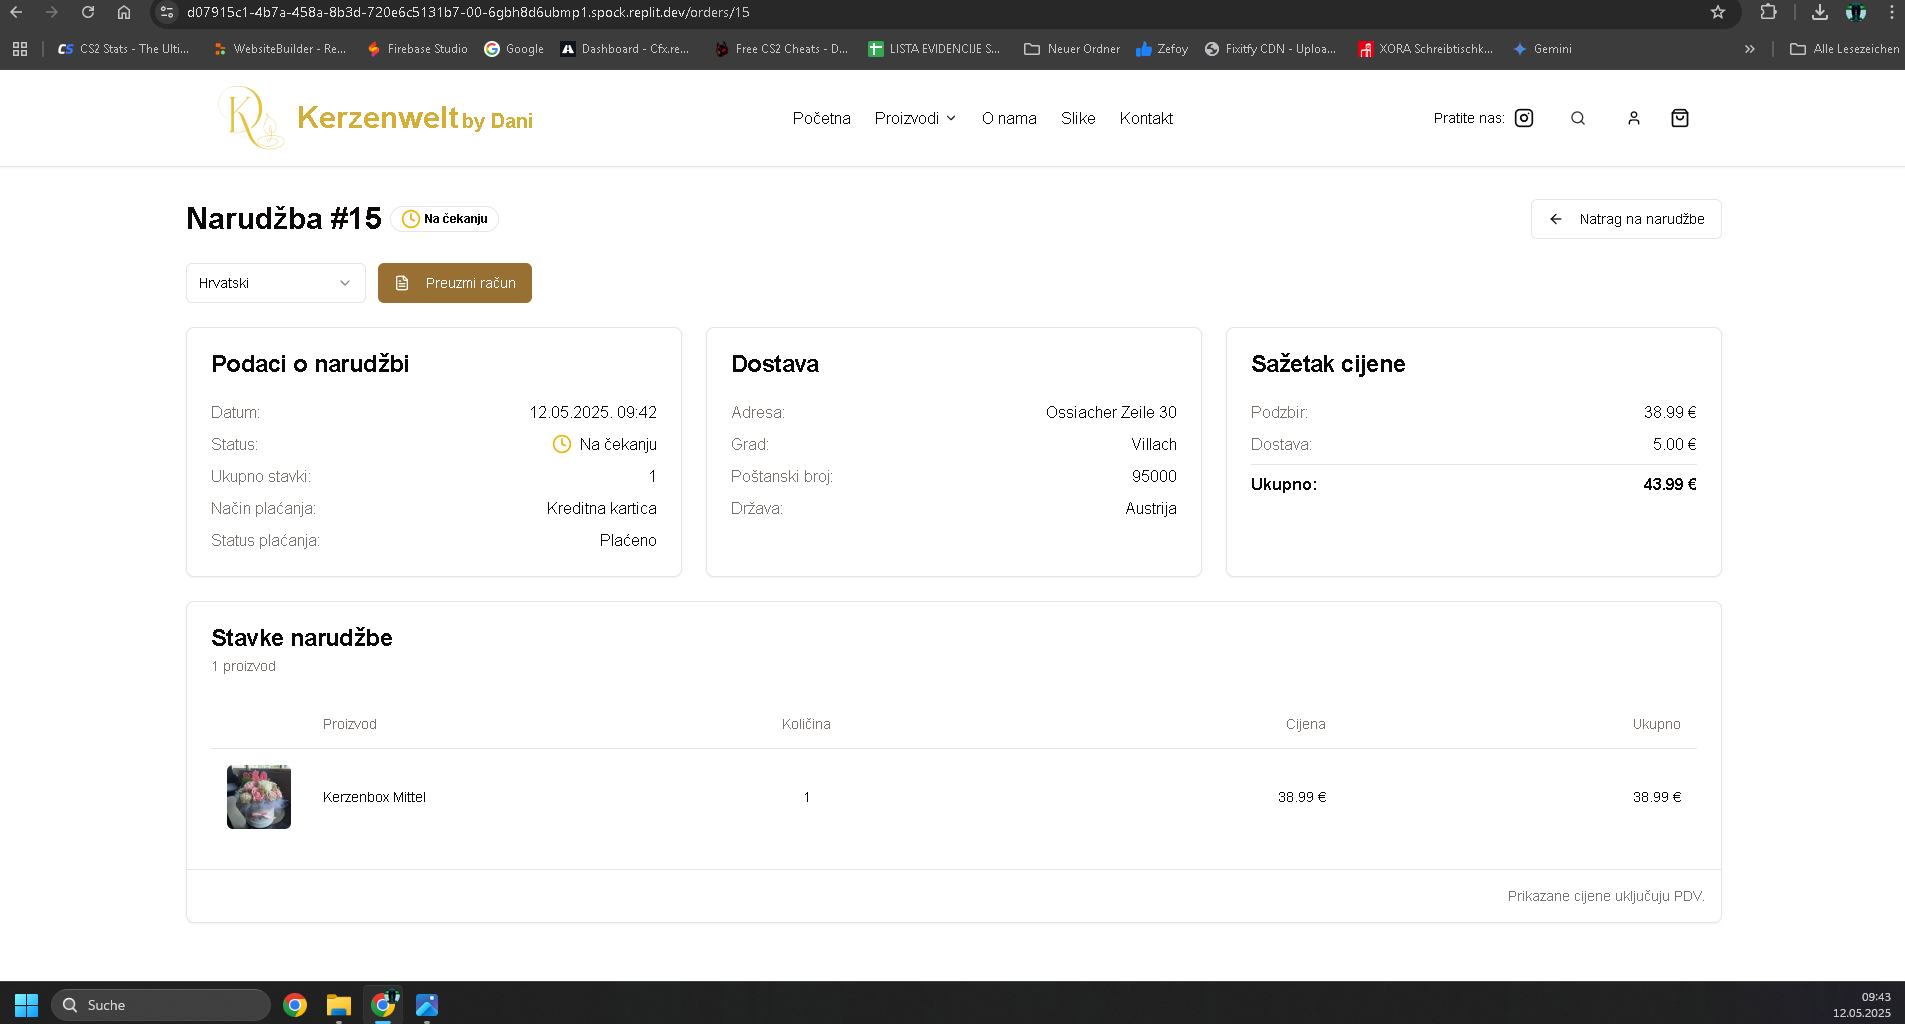 d07915c1-4b7a-458a-8b3d-720e6c5131b7-00-6gbh8d6ubmp1.spock.replit.dev/orders/15
CS2 Stats - The Ulti... WebsiteBuilder - Re... Firebase Studio Google Dashboard - Cfx.re... Free CS2 Cheats - D... LISTA EVIDENCIJE S... Neuer Ordner Zefoy Fixitfy CDN - Uploa... XORA Schreibtischk... Gemini » Alle Lesezeichen
Kerzenwelt by Dani Početna Proizvodi O nama Slike Kontakt Pratite nas:
Narudžba #15 Na čekanju Natrag na narudžbe
Hrvatski Preuzmi račun
Podaci o narudžbi
Datum: 12.05.2025. 09:42
Status: Na čekanju
Ukupno stavki: 1
Način plaćanja: Kreditna kartica
Status plaćanja: Plaćeno
Dostava
Adresa: Ossiacher Zeile 30
Grad: Villach
Poštanski broj: 95000
Država: Austrija
Sažetak cijene
Podzbir: 38.99 €
Dostava: 5.00 €
Ukupno: 43.99 €
Stavke narudžbe
1 proizvod
Proizvod Količina Cijena Ukupno
Kerzenbox Mittel 1 38.99 € 38.99 €
Prikazane cijene uključuju PDV.
Suche
09:43
12.05.2025